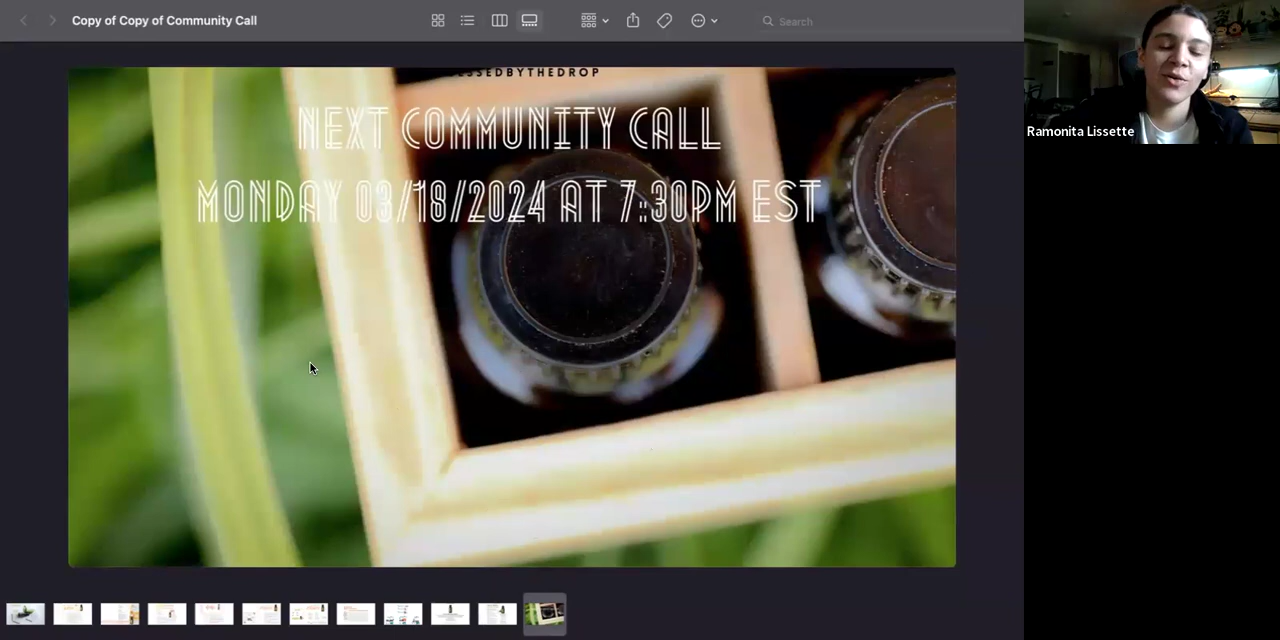 Copy of Copy of Community Call
Search
Ramonita Lissette
NEXT COMMUNITY CALL
MONDAY 03/18/2024 AT 7:30PM EST